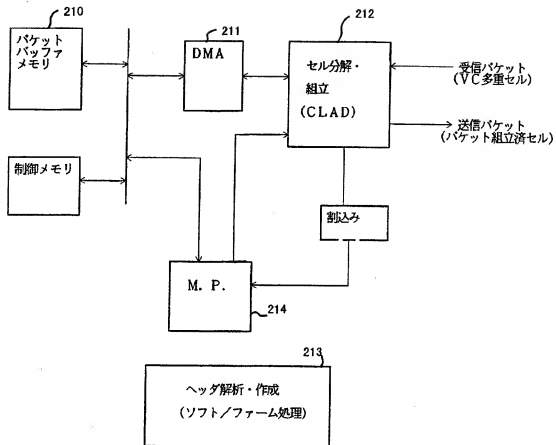 210
パケット
バッファ
メモリ
211
DMA
212
セル分解・
組立
(CLAD)
受信パケット
(VC多重セル)
送信パケット
(パケット組立済セル)
制御メモリ
割込み
M. P.
214
213
ヘッダ解析・作成
(ソフト/ファーム処理)